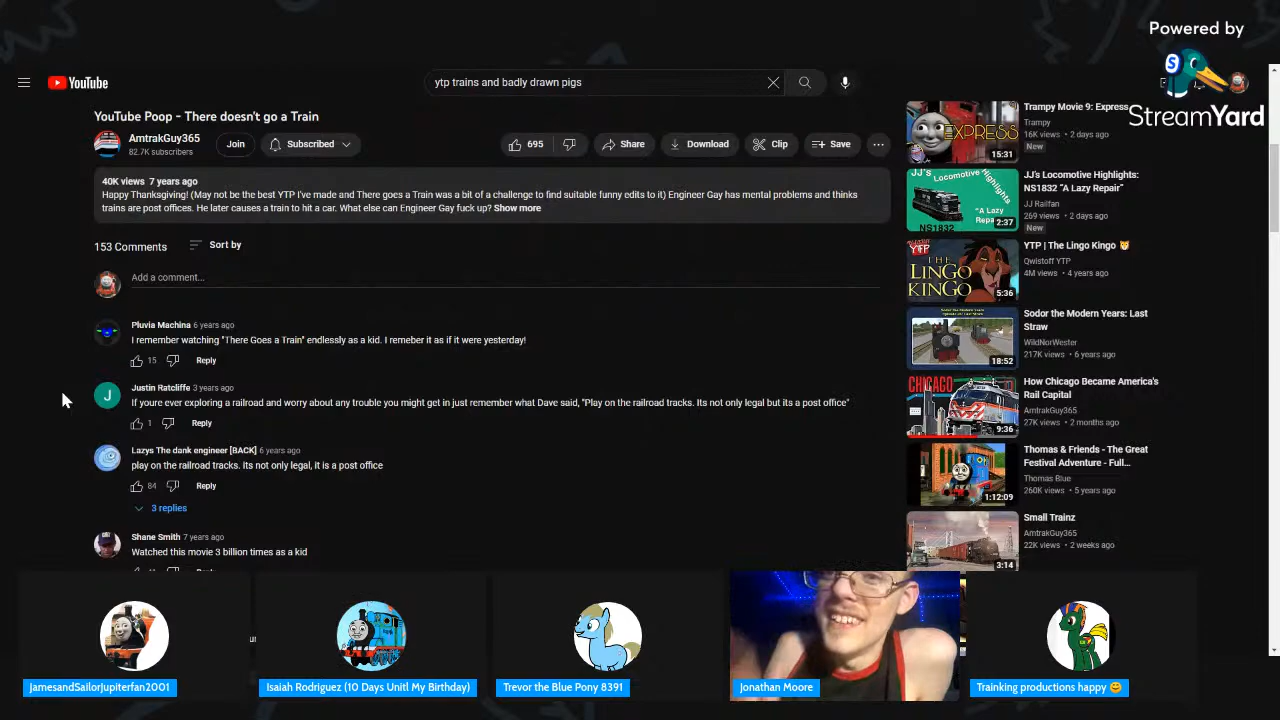 Powered by
StreamYard
YouTube
ytp trains and badly drawn pigs
YouTube Poop - There doesn't go a Train
AmtrakGuy365
82.7K subscribers
Join
Subscribed
695
Share
Download
Clip
Save
40K views 7 years ago
Happy Thanksgiving! (May not be the best YTP I've made and There goes a Train was a bit of a challenge to find suitable funny edits to it) Engineer Gay has mental problems and thinks
trains are post offices. He later causes a train to hit a car. What else can Engineer Gay fuck up? Show more
153 Comments
Sort by
Add a comment...
Pluvia Machina 6 years ago
I remember watching "There Goes a Train" endlessly as a kid. I remeber it as if it were yesterday!
15
Reply
Justin Ratcliffe 3 years ago
If youre ever exploring a railroad and worry about any trouble you might get in just remember what Dave said, "Play on the railroad tracks. Its not only legal but its a post office"
1
Reply
Lazys The dank engineer [BACK] 6 years ago
play on the railroad tracks. Its not only legal, it is a post office
84
Reply
3 replies
Shane Smith 7 years ago
Watched this movie 3 billion times as a kid
EXPRESS
15:31
Trampy Movie 9: Express
Trampy
16K views • 2 days ago
New
JJ's Locomotive Highlights
NS1832
"A Lazy
2:37
JJ's Locomotive Highlights:
NS1832 "A Lazy Repair"
JJ Railfan
269 views • 2 days ago
New
YTP
THE
LINGO
KINGO
5:36
YTP | The Lingo Kingo 🦁
Qwistoff YTP
4M views • 4 years ago
18:52
Sodor the Modern Years: Last
Straw
WildNorWester
217K views • 6 years ago
CHICAGO
9:36
How Chicago Became America's
Rail Capital
AmtrakGuy365
27K views • 2 months ago
1:12:09
Thomas & Friends - The Great
Festival Adventure - Full...
Thomas Blue
260K views • 5 years ago
3:14
Small Trainz
AmtrakGuy365
22K views • 2 weeks ago
JamesandSailorJupiterfan2001
Isaiah Rodriguez (10 Days Unitl My Birthday)
Trevor the Blue Pony 8391
Jonathan Moore
Trainking productions happy 😊